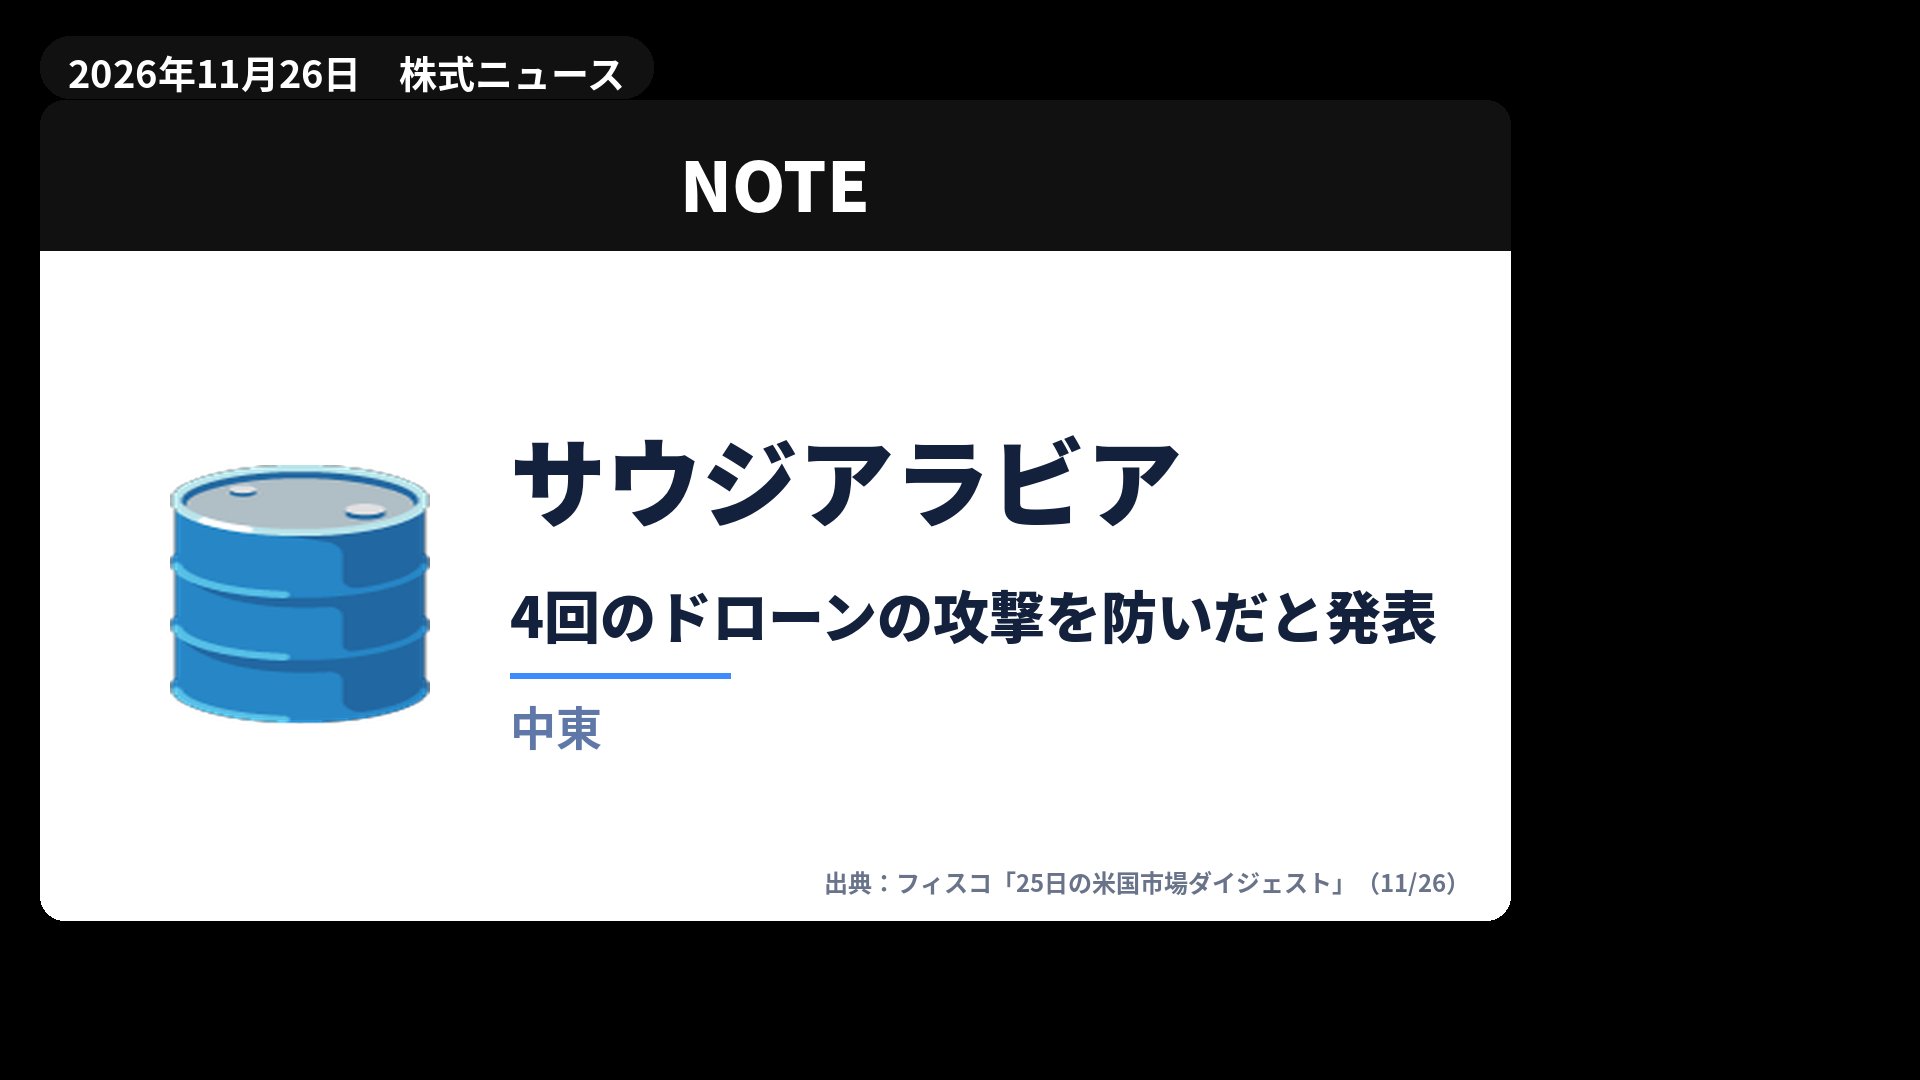 2026年11月26日　株式ニュース
NOTE
サウジアラビア
4回のドローンの攻撃を防いだと発表
中東
出典：フィスコ「25日の米国市場ダイジェスト」（11/26）